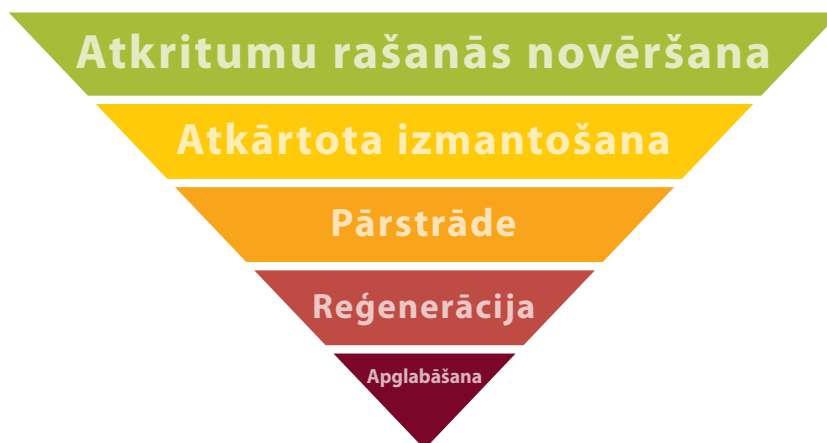 Atkritumu rašanās novēršana
Atkārtota izmantošana
Pārstrāde
Reģenerācija
Apglabāšana